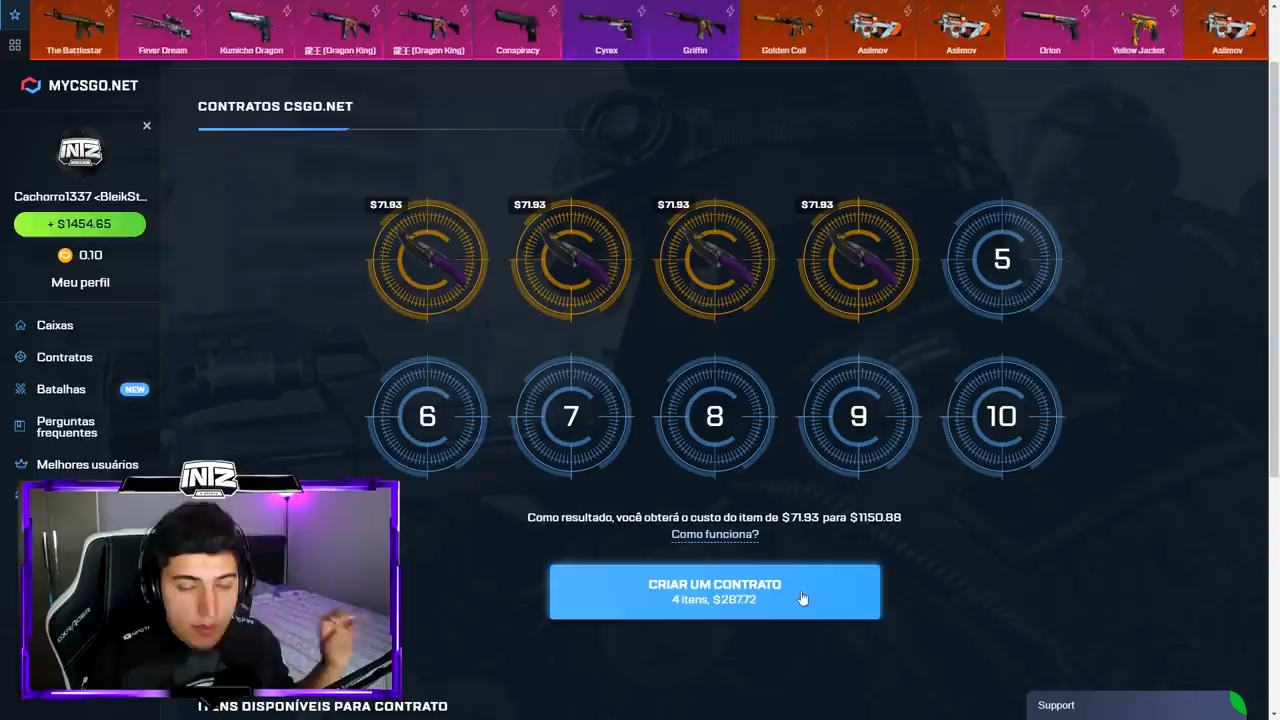 The Battlestar
Fever Dream
Kumicho Dragon
龍王 (Dragon King)
龍王 (Dragon King)
Conspiracy
Cyrex
Griffin
Golden Coil
Asiimov
Asiimov
Orion
Yellow Jacket
Asiimov
MYCSGO.NET
CONTRATOS CSGO.NET
Cachorro1337 <BleikSt...
+ $1454.65
0.10
Meu perfil
Caixas
Contratos
Batalhas NEW
Perguntas
frequentes
Melhores usuários
$71.93
$71.93
$71.93
$71.93
5
6
7
8
9
10
Como resultado, você obterá o custo do item de $71.93 para $1150.88
Como funciona?
CRIAR UM CONTRATO
4 itens, $287.72
INTZ
INTZ
DXRACER
ITENS DISPONÍVEIS PARA CONTRATO
Support